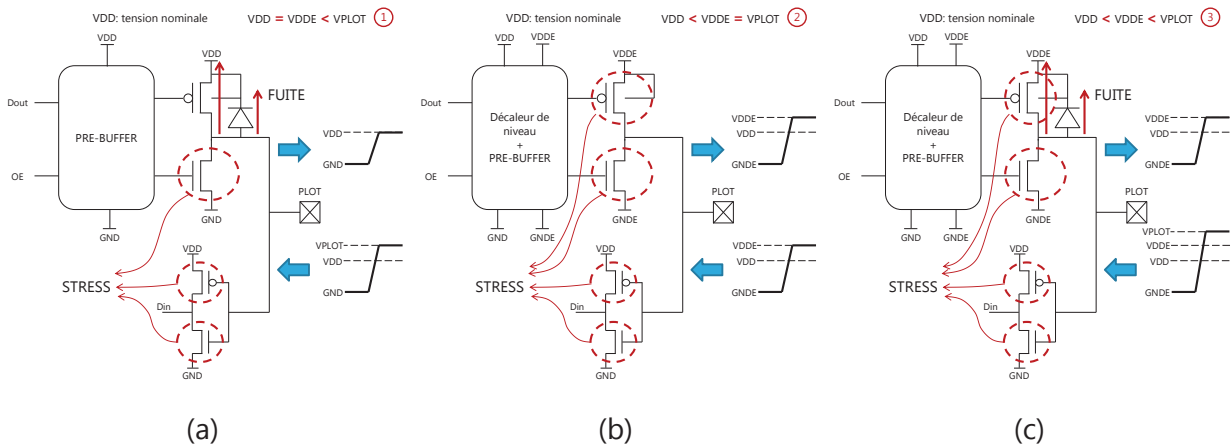 VDD: tension nominale
VDD = VDDE < VPLOT 1
VDD
PRE-BUFFER
Dout
OE
GND
VDD
FUITE
GND
VDD
GND
PLOT
VPLOT
VDD
GND
STRESS
VDD
Din
GND
(a)
VDD: tension nominale
VDD < VDDE = VPLOT 2
VDD
VDDE
Décaleur de
niveau
+
PRE-BUFFER
Dout
OE
GND
GNDE
VDDE
GNDE
VDDE
VDD
GNDE
PLOT
VDDE
VDD
GNDE
STRESS
VDD
Din
GND
(b)
VDD: tension nominale
VDD < VDDE < VPLOT 3
VDD
VDDE
Décaleur de
niveau
+
PRE-BUFFER
Dout
OE
GND
GNDE
VDDE
FUITE
GNDE
VDDE
VDD
GNDE
PLOT
VPLOT
VDDE
VDD
GNDE
STRESS
VDD
Din
GND
(c)